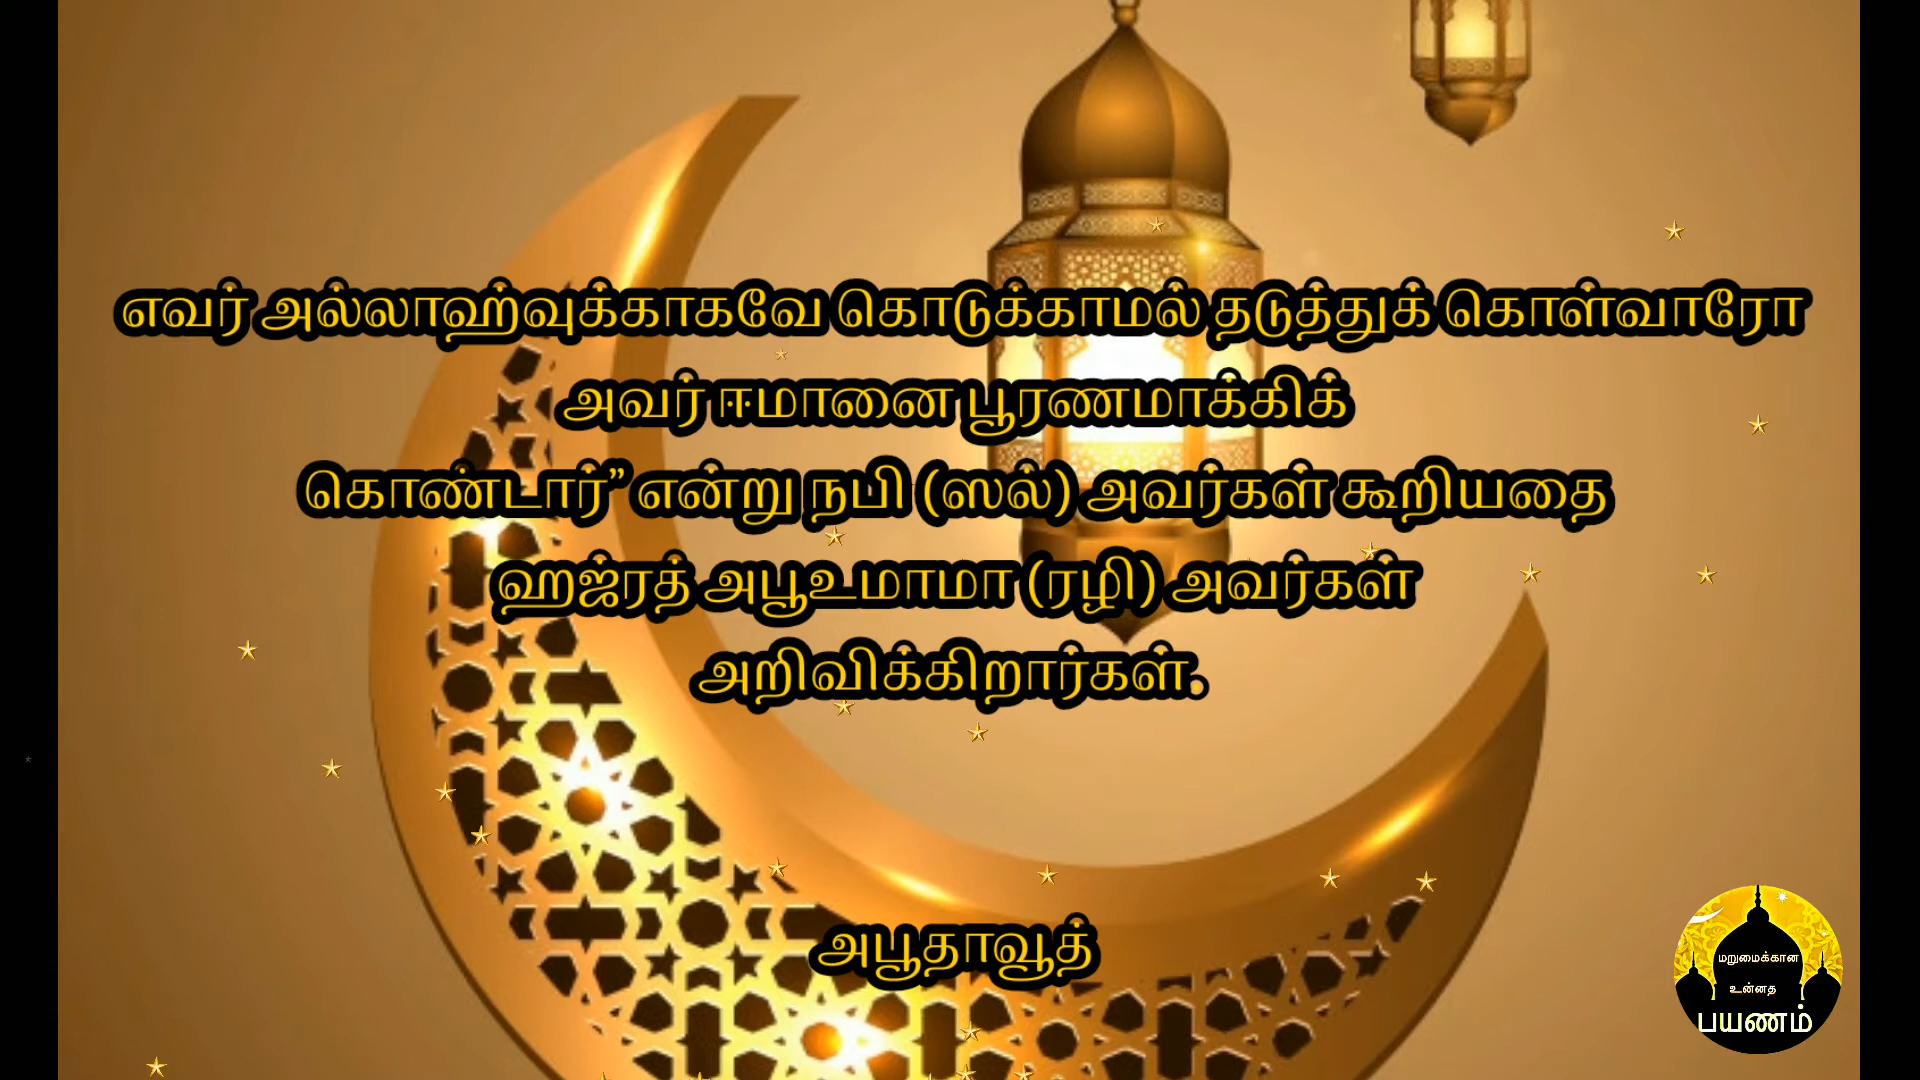 எவர் அல்லாஹ்வுக்காகவே கொடுக்காமல் தடுத்துக் கொள்வாரோ
அவர் ஈமானை பூரணமாக்கிக்
கொண்டார்” என்று நபி (ஸல்) அவர்கள் கூறியதை
ஹஜ்ரத் அபூஉமாமா (ரழி) அவர்கள்
அறிவிக்கிறார்கள்.
அபூதாவூத்
மறுமைக்கான
உன்னத
பயணம்